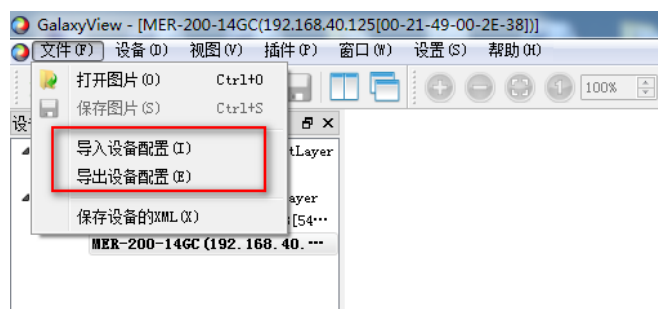 GalaxyView - [MER-200-14GC(192.168.40.125[00-21-49-00-2E-38])]
文件(F) 设备(D) 视图(V) 插件(P) 窗口(W) 设置(S) 帮助(H)
打开图片(O) Ctrl+O
100%
保存图片(S) Ctrl+S
导入设备配置(I)
tLayer
导出设备配置(E)
ayer
保存设备的XML(X)
[54···
MER-200-14GC(192.168.40.···